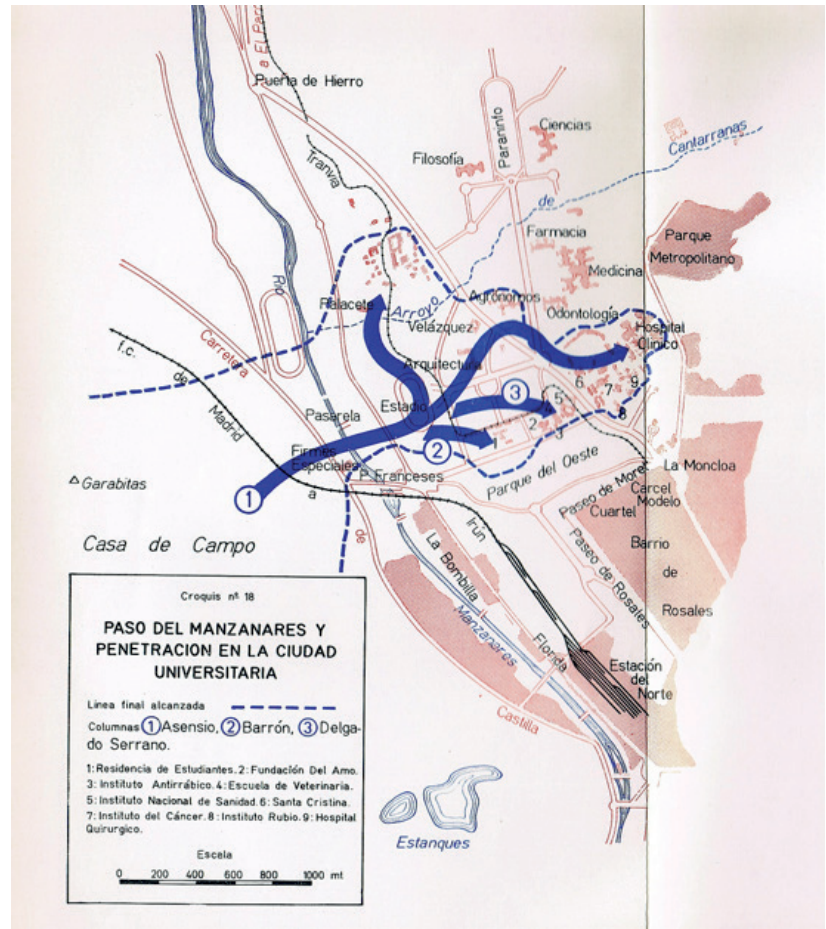 a El Par
Puerta de Hierro
Ciencias
Paraninfo
Cantarranas
Filosofía
Tranvia
de
Farmacia
Parque
Metropolitano
Medicina
Rio
Palacete
Arroyo
Agrónomos
Odontología
Velázquez
Hospital
Clinico
f.c.
Carretera
Arquitectura
de
Madrid
6
7
9
5
3
8
Pasarela
Estadio
2
1
2
Firmes
Especiales
Parque del Oeste
La Moncloa
P. Franceses
Garabitas
1
a
de
Paseo de Moret
Carcel
Modelo
Cuartel
Irún
Casa de Campo
La Bombilla
Paseo de Rosales
Barrio
de
Rosales
Manzanares
Florida
Estación
del
Norte
Castilla
Estanques
Croquis nº 18
PASO DEL MANZANARES Y
PENETRACION EN LA CIUDAD
UNIVERSITARIA
Linea final alcanzada
Columnas 1 Asensio, 2 Barrón, 3 Delga-
do Serrano.
1: Residencia de Estudiantes. 2: Fundación Del Amo.
3: Instituto Antirrábico. 4: Escuela de Veterinaria.
5: Instituto Nacional de Sanidad. 6: Santa Cristina.
7: Instituto del Cáncer. 8: Instituto Rubio. 9: Hospital
Quirurgico.
Escala
0 200 400 600 800 1000 mt